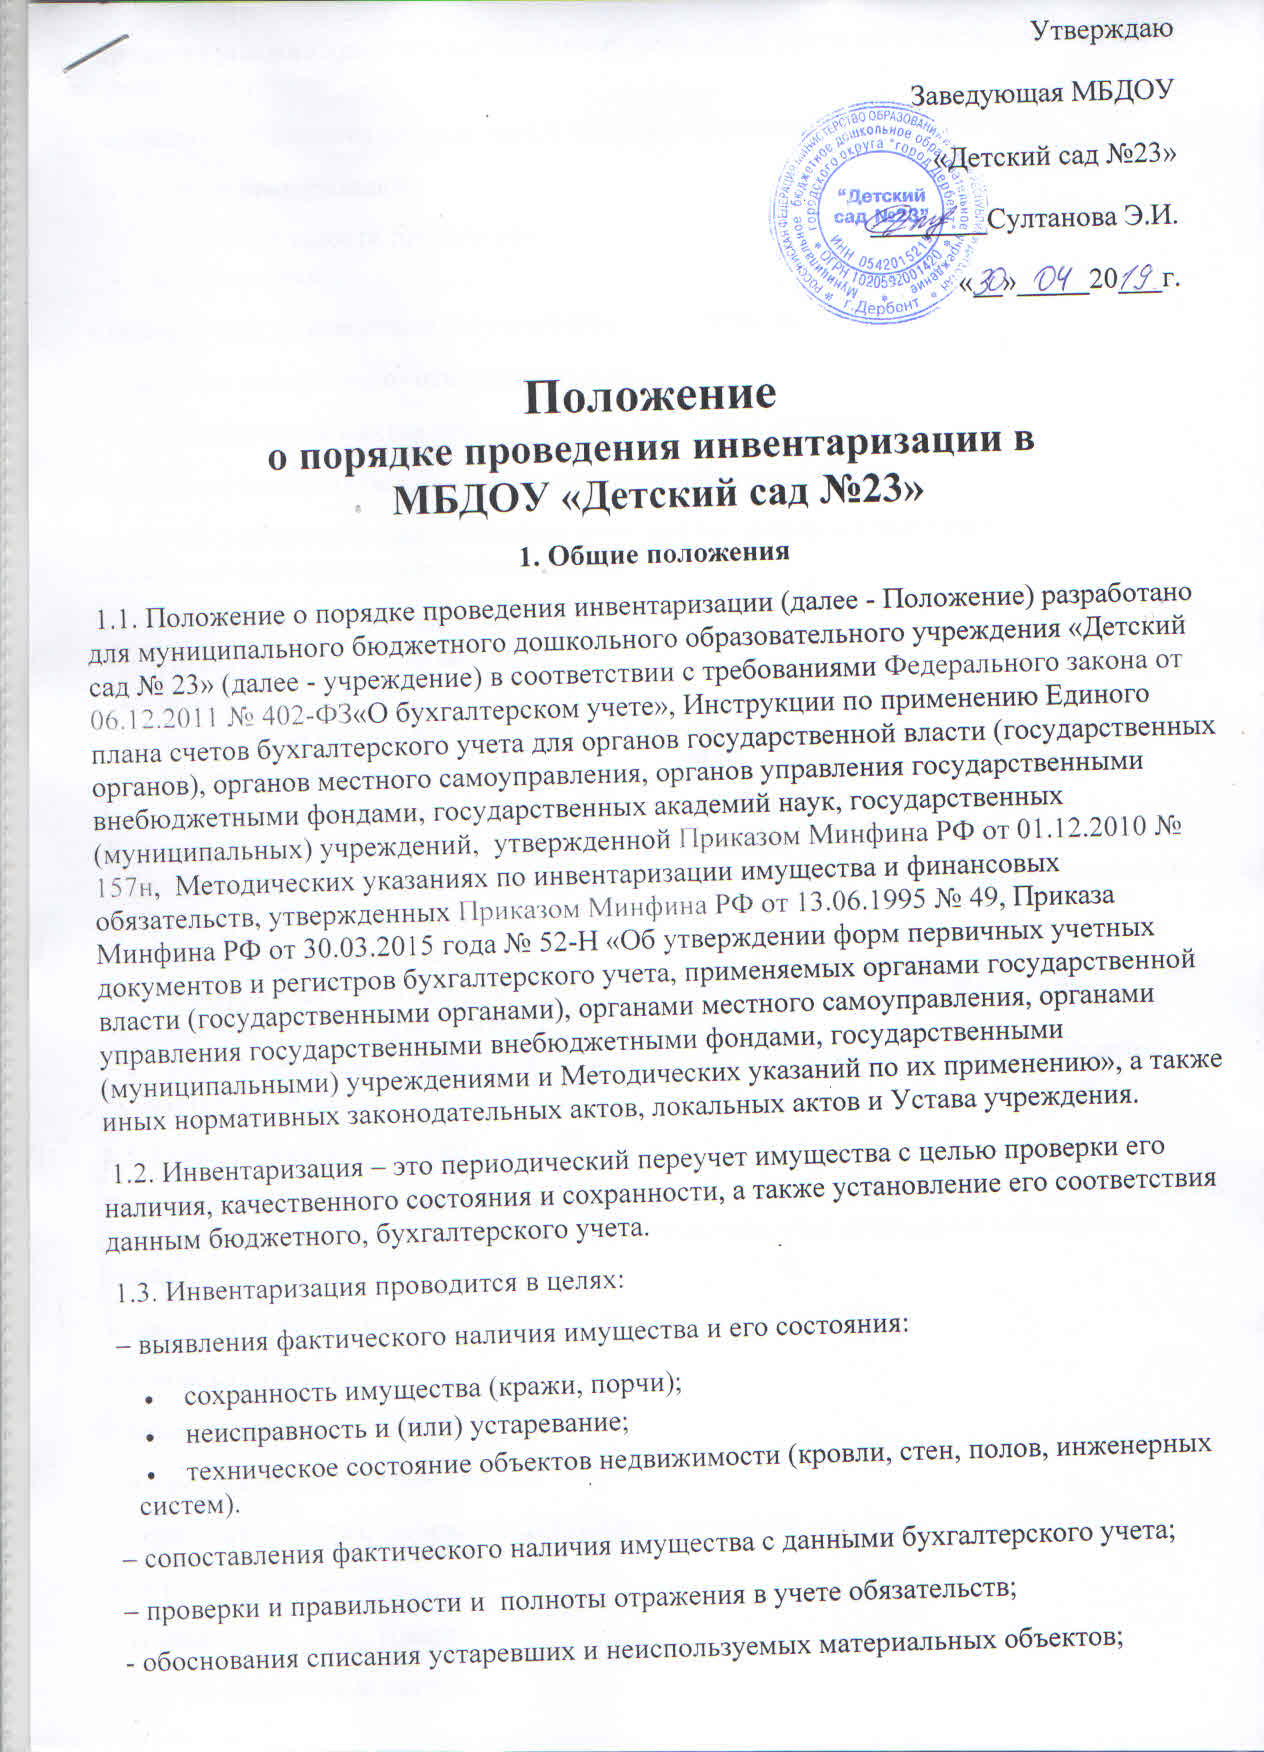 Утверждаю
Заведующая МБДОУ
«Детский сад №23»
Султанова Э.И.
«30» 04 2019 г.
"Детский
сад №23"
ИНН 0542015219
ОГРН 1020592001420
г.Дербент
Положение
о порядке проведения инвентаризации в
МБДОУ «Детский сад №23»
1. Общие положения
1.1. Положение о порядке проведения инвентаризации (далее - Положение) разработано
для муниципального бюджетного дошкольного образовательного учреждения «Детский
сад № 23» (далее - учреждение) в соответствии с требованиями Федерального закона от
06.12.2011 № 402-ФЗ«О бухгалтерском учете», Инструкции по применению Единого
плана счетов бухгалтерского учета для органов государственной власти (государственных
органов), органов местного самоуправления, органов управления государственными
внебюджетными фондами, государственных академий наук, государственных
(муниципальных) учреждений, утвержденной Приказом Минфина РФ от 01.12.2010 №
157н, Методических указаниях по инвентаризации имущества и финансовых
обязательств, утвержденных Приказом Минфина РФ от 13.06.1995 № 49, Приказа
Минфина РФ от 30.03.2015 года № 52-Н «Об утверждении форм первичных учетных
документов и регистров бухгалтерского учета, применяемых органами государственной
власти (государственными органами), органами местного самоуправления, органами
управления государственными внебюджетными фондами, государственными
(муниципальными) учреждениями и Методических указаний по их применению», а также
иных нормативных законодательных актов, локальных актов и Устава учреждения.
1.2. Инвентаризация – это периодический переучет имущества с целью проверки его
наличия, качественного состояния и сохранности, а также установление его соответствия
данным бюджетного, бухгалтерского учета.
1.3. Инвентаризация проводится в целях:
– выявления фактического наличия имущества и его состояния:
• сохранность имущества (кражи, порчи);
• неисправность и (или) устаревание;
• техническое состояние объектов недвижимости (кровли, стен, полов, инженерных
систем).
– сопоставления фактического наличия имущества с данными бухгалтерского учета;
– проверки и правильности и полноты отражения в учете обязательств;
- обоснования списания устаревших и неиспользуемых материальных объектов;